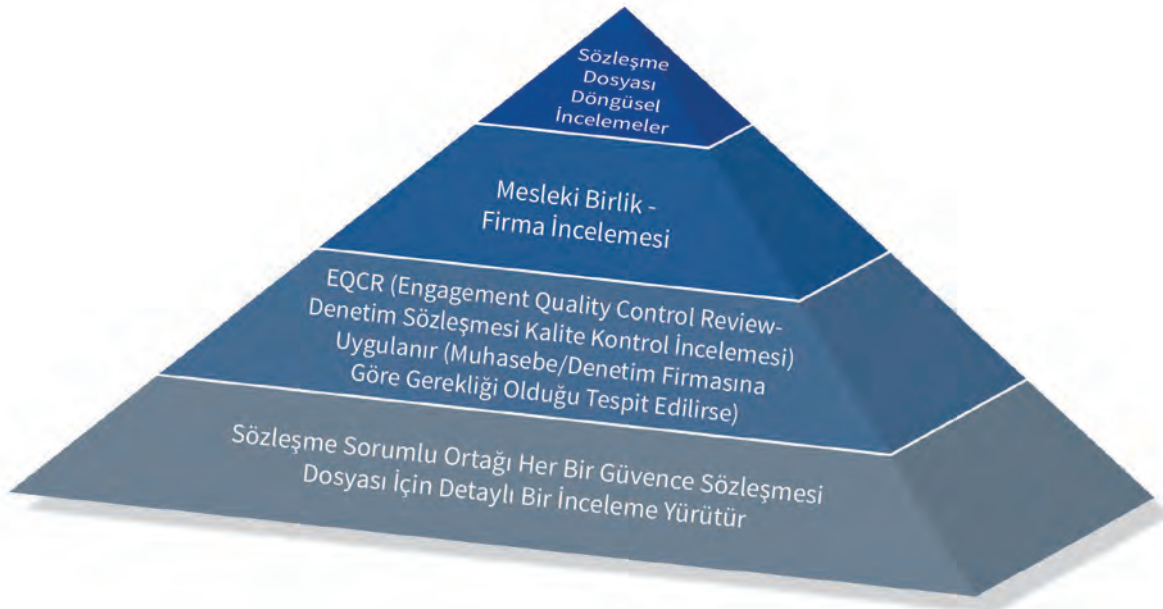 Sözleşme
Dosyası
Döngüsel
İncelemeler
Mesleki Birlik -
Firma İncelemesi
EQCR (Engagement Quality Control Review-
Denetim Sözleşmesi Kalite Kontrol İncelemesi)
Uygulanır (Muhasebe/Denetim Firmasına
Göre Gerekliği Olduğu Tespit Edilirse)
Sözleşme Sorumlu Ortağı Her Bir Güvence Sözleşmesi
Dosyası İçin Detaylı Bir İnceleme Yürütür